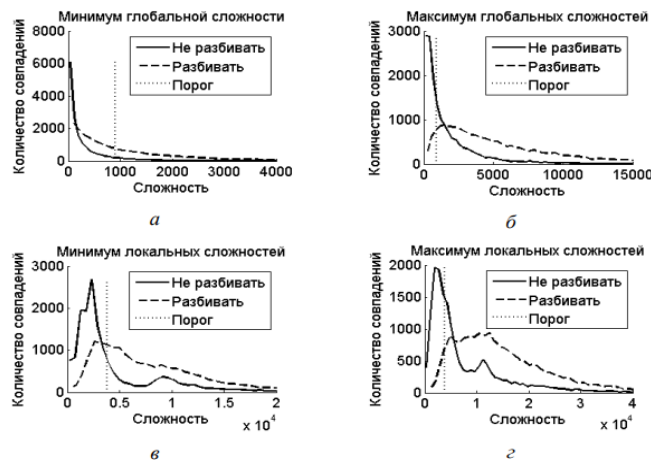 Минимум глобальной сложности
Количество совпадений
8000
6000
4000
2000
0
Не разбивать
Разбивать
Порог
0 1000 2000 3000 4000
Сложность
а
Максимум глобальных сложностей
Количество совпадений
3000
2000
1000
0
Не разбивать
Разбивать
Порог
0 5000 10000 15000
Сложность
б
Минимум локальных сложностей
Количество совпадений
3000
2000
1000
0
Не разбивать
Разбивать
Порог
0 0.5 1 1.5 2
Сложность
x 10⁴
в
Максимум локальных сложностей
Количество совпадений
2000
1500
1000
500
0
Не разбивать
Разбивать
Порог
0 1 2 3 4
Сложность
x 10⁴
г